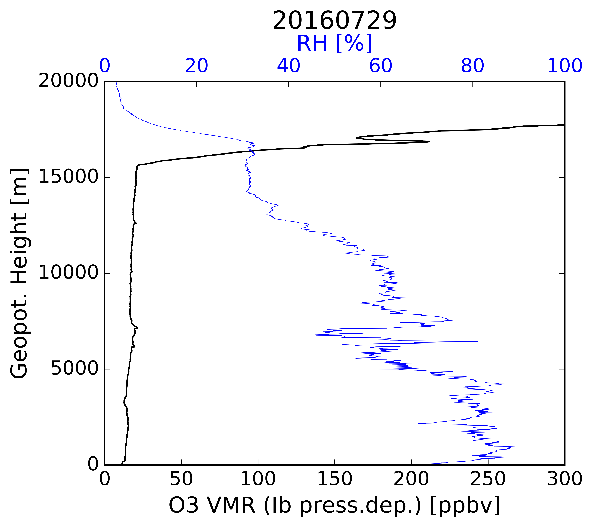 20160729
RH [%]
0 20 40 60 80 100
20000
15000
10000
5000
0
Geopot. Height [m]
0 50 100 150 200 250 300
O3 VMR (Ib press.dep.) [ppbv]